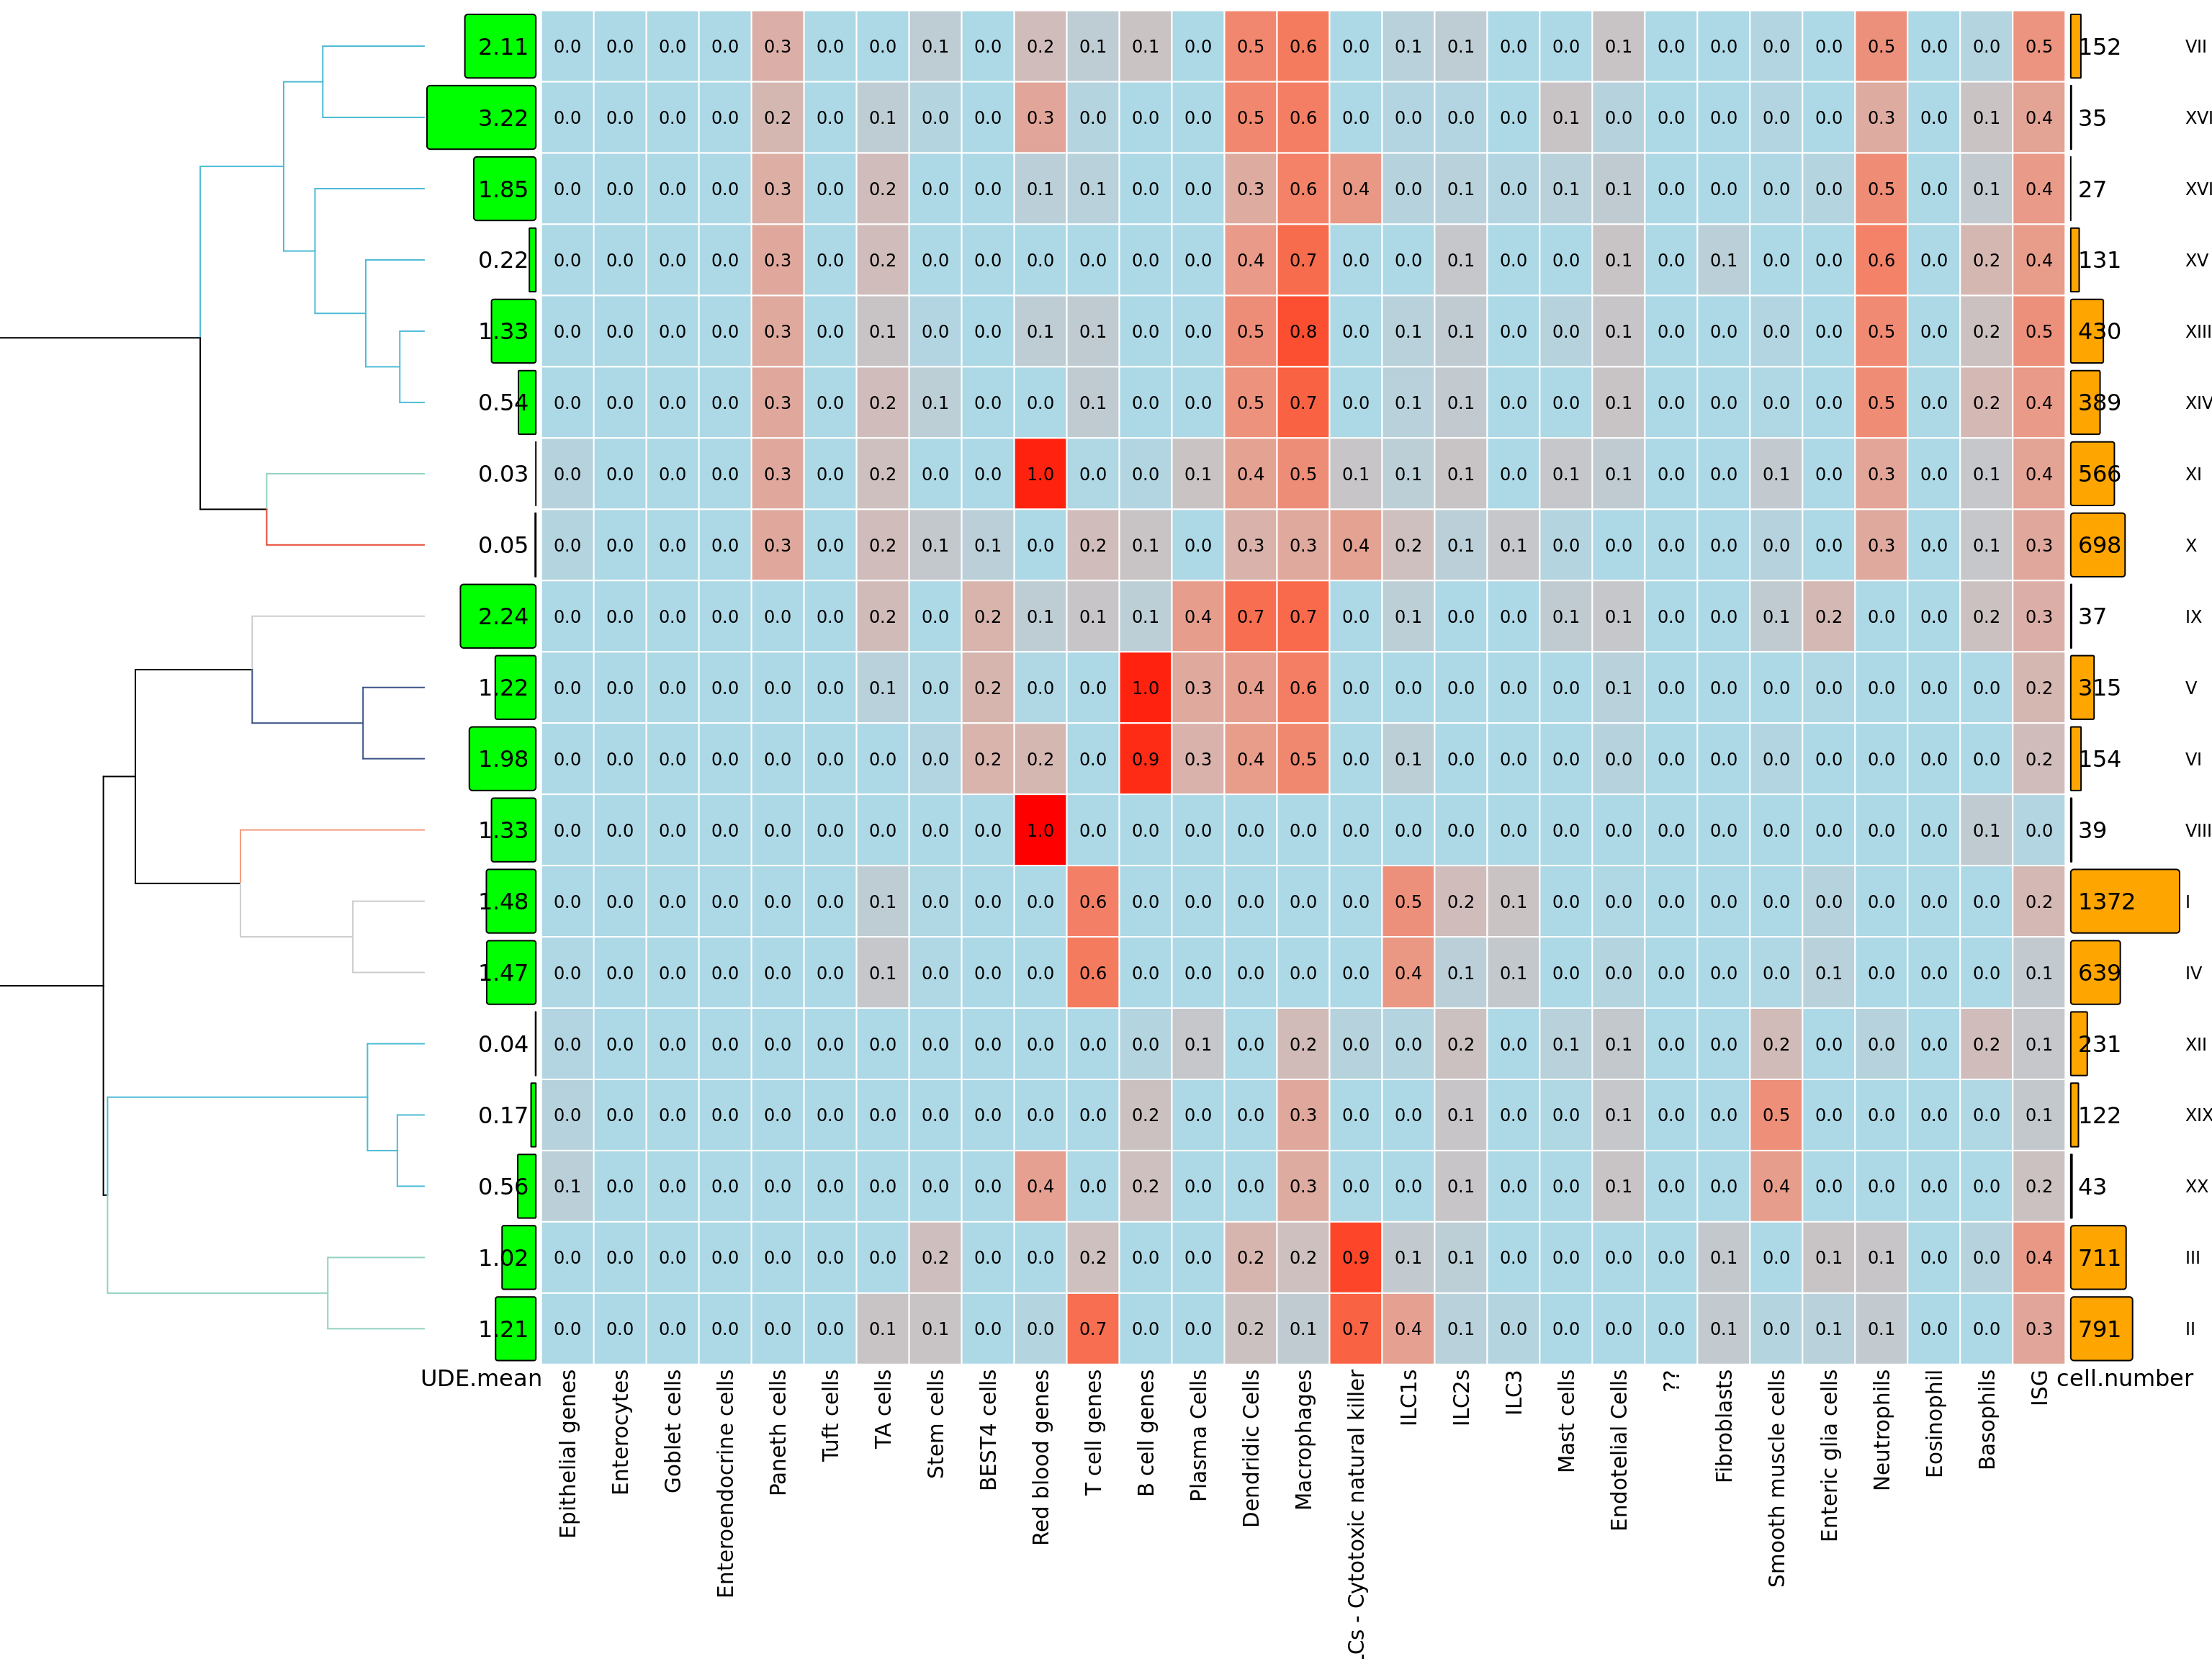 2.11 0.0 0.0 0.0 0.0 0.3 0.0 0.0 0.1 0.0 0.2 0.1 0.1 0.0 0.5 0.6 0.0 0.1 0.1 0.0 0.0 0.1 0.0 0.0 0.0 0.0 0.5 0.0 0.0 0.5 152 VII
3.22 0.0 0.0 0.0 0.0 0.2 0.0 0.1 0.0 0.0 0.3 0.0 0.0 0.0 0.5 0.6 0.0 0.0 0.0 0.0 0.1 0.0 0.0 0.0 0.0 0.0 0.3 0.0 0.1 0.4 35 XVI
1.85 0.0 0.0 0.0 0.0 0.3 0.0 0.2 0.0 0.0 0.1 0.1 0.0 0.0 0.3 0.6 0.4 0.0 0.1 0.0 0.1 0.1 0.0 0.0 0.0 0.0 0.5 0.0 0.1 0.4 27 XVI
0.22 0.0 0.0 0.0 0.0 0.3 0.0 0.2 0.0 0.0 0.0 0.0 0.0 0.0 0.4 0.7 0.0 0.0 0.1 0.0 0.0 0.1 0.0 0.1 0.0 0.0 0.6 0.0 0.2 0.4 131 XV
1.33 0.0 0.0 0.0 0.0 0.3 0.0 0.1 0.0 0.0 0.1 0.1 0.0 0.0 0.5 0.8 0.0 0.1 0.1 0.0 0.0 0.1 0.0 0.0 0.0 0.0 0.5 0.0 0.2 0.5 430 XIII
0.54 0.0 0.0 0.0 0.0 0.3 0.0 0.2 0.1 0.0 0.0 0.1 0.0 0.0 0.5 0.7 0.0 0.1 0.1 0.0 0.0 0.1 0.0 0.0 0.0 0.0 0.5 0.0 0.2 0.4 389 XIV
0.03 0.0 0.0 0.0 0.0 0.3 0.0 0.2 0.0 0.0 1.0 0.0 0.0 0.1 0.4 0.5 0.1 0.1 0.1 0.0 0.1 0.1 0.0 0.0 0.1 0.0 0.3 0.0 0.1 0.4 566 XI
0.05 0.0 0.0 0.0 0.0 0.3 0.0 0.2 0.1 0.1 0.0 0.2 0.1 0.0 0.3 0.3 0.4 0.2 0.1 0.1 0.0 0.0 0.0 0.0 0.0 0.0 0.3 0.0 0.1 0.3 698 X
2.24 0.0 0.0 0.0 0.0 0.0 0.0 0.2 0.0 0.2 0.1 0.1 0.1 0.4 0.7 0.7 0.0 0.1 0.0 0.0 0.1 0.1 0.0 0.0 0.1 0.2 0.0 0.0 0.2 0.3 37 IX
1.22 0.0 0.0 0.0 0.0 0.0 0.0 0.1 0.0 0.2 0.0 0.0 1.0 0.3 0.4 0.6 0.0 0.0 0.0 0.0 0.0 0.1 0.0 0.0 0.0 0.0 0.0 0.0 0.0 0.2 315 V
1.98 0.0 0.0 0.0 0.0 0.0 0.0 0.0 0.0 0.2 0.2 0.0 0.9 0.3 0.4 0.5 0.0 0.1 0.0 0.0 0.0 0.0 0.0 0.0 0.0 0.0 0.0 0.0 0.0 0.2 154 VI
1.33 0.0 0.0 0.0 0.0 0.0 0.0 0.0 0.0 0.0 1.0 0.0 0.0 0.0 0.0 0.0 0.0 0.0 0.0 0.0 0.0 0.0 0.0 0.0 0.0 0.0 0.0 0.0 0.1 0.0 39 VIII
1.48 0.0 0.0 0.0 0.0 0.0 0.0 0.1 0.0 0.0 0.0 0.6 0.0 0.0 0.0 0.0 0.0 0.5 0.2 0.1 0.0 0.0 0.0 0.0 0.0 0.0 0.0 0.0 0.0 0.2 1372 I
1.47 0.0 0.0 0.0 0.0 0.0 0.0 0.1 0.0 0.0 0.0 0.6 0.0 0.0 0.0 0.0 0.0 0.4 0.1 0.1 0.0 0.0 0.0 0.0 0.0 0.1 0.0 0.0 0.0 0.1 639 IV
0.04 0.0 0.0 0.0 0.0 0.0 0.0 0.0 0.0 0.0 0.0 0.0 0.0 0.1 0.0 0.2 0.0 0.0 0.2 0.0 0.1 0.1 0.0 0.0 0.2 0.0 0.0 0.0 0.2 0.1 231 XII
0.17 0.0 0.0 0.0 0.0 0.0 0.0 0.0 0.0 0.0 0.0 0.0 0.2 0.0 0.0 0.3 0.0 0.0 0.1 0.0 0.0 0.1 0.0 0.0 0.5 0.0 0.0 0.0 0.0 0.1 122 XIX
0.56 0.1 0.0 0.0 0.0 0.0 0.0 0.0 0.0 0.0 0.4 0.0 0.2 0.0 0.0 0.3 0.0 0.0 0.1 0.0 0.0 0.1 0.0 0.0 0.4 0.0 0.0 0.0 0.0 0.2 43 XX
1.02 0.0 0.0 0.0 0.0 0.0 0.0 0.0 0.2 0.0 0.0 0.2 0.0 0.0 0.2 0.2 0.9 0.1 0.1 0.0 0.0 0.0 0.0 0.1 0.0 0.1 0.1 0.0 0.0 0.4 711 III
1.21 0.0 0.0 0.0 0.0 0.0 0.0 0.1 0.1 0.0 0.0 0.7 0.0 0.0 0.2 0.1 0.7 0.4 0.1 0.0 0.0 0.0 0.0 0.1 0.0 0.1 0.1 0.0 0.0 0.3 791 II
UDE.mean
Epithelial genes
Enterocytes
Goblet cells
Enteroendocrine cells
Paneth cells
Tuft cells
TA cells
Stem cells
BEST4 cells
Red blood genes
T cell genes
B cell genes
Plasma Cells
Dendridic Cells
Macrophages
LCs - Cytotoxic natural killer
ILC1s
ILC2s
ILC3
Mast cells
Endotelial Cells
??
Fibroblasts
Smooth muscle cells
Enteric glia cells
Neutrophils
Eosinophil
Basophils
ISG
cell.number